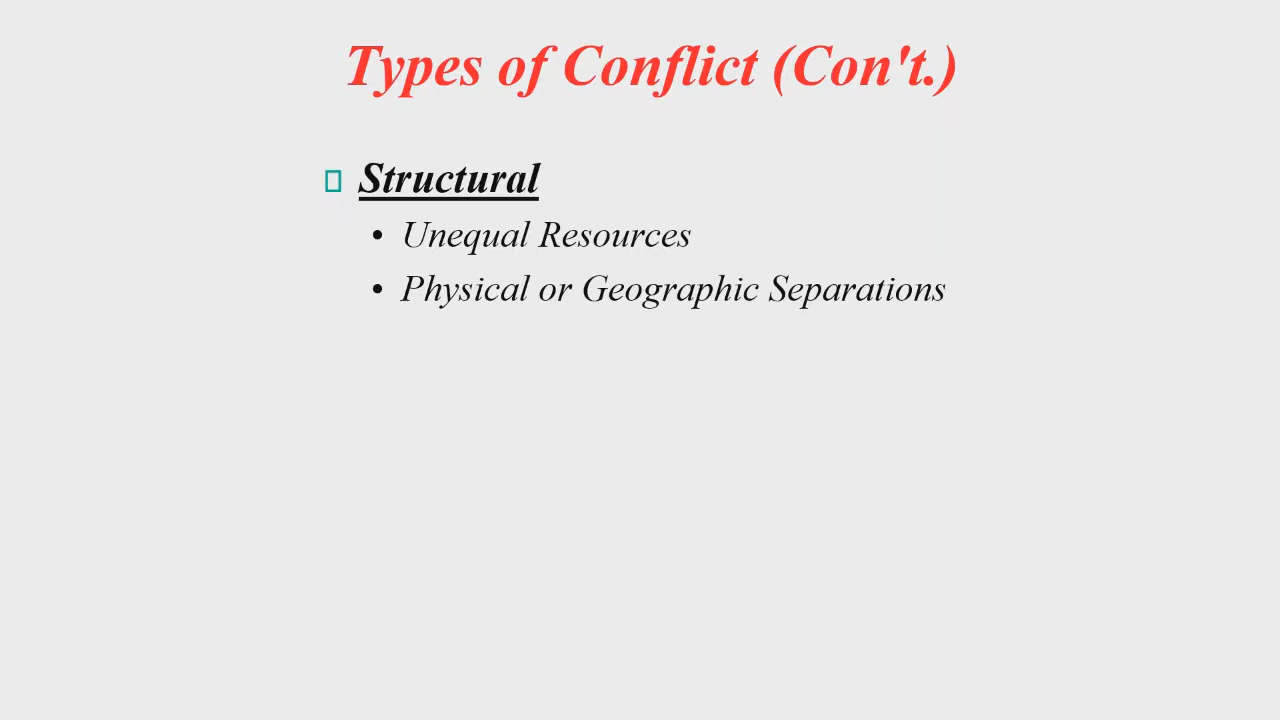 Types of Conflict (Con't.)
Structural
• Unequal Resources
• Physical or Geographic Separations